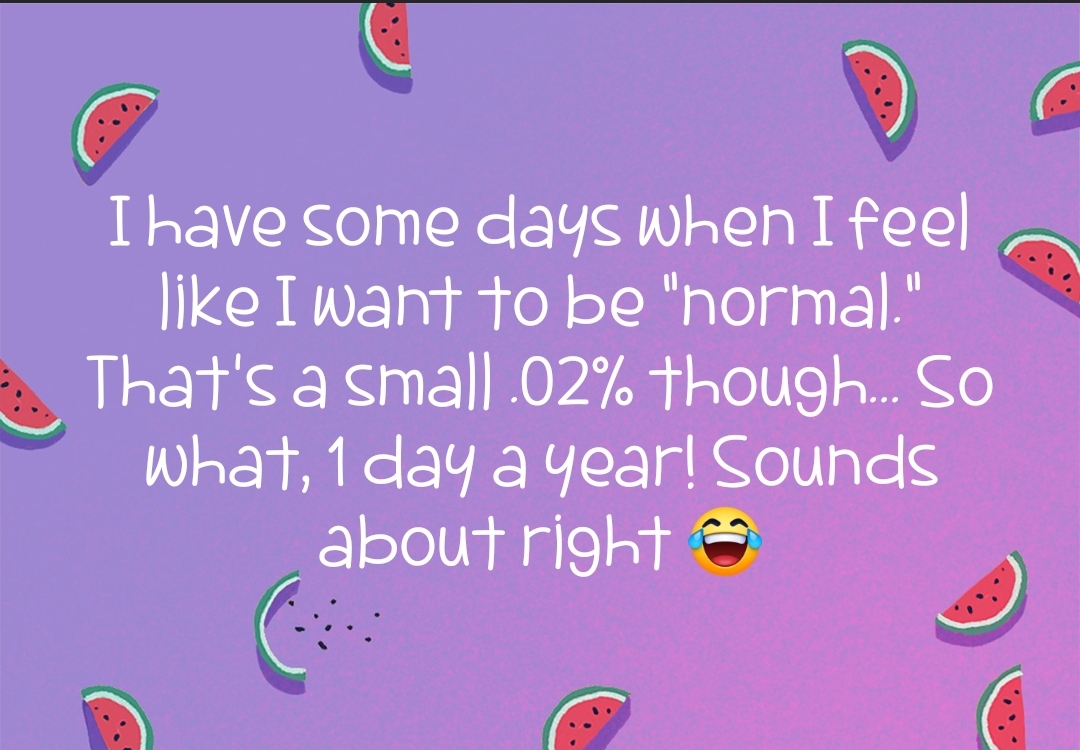 I have some days when I feel
like I want to be "normal."
That's a small .02% though... So
what, 1 day a year! Sounds
about right 😂